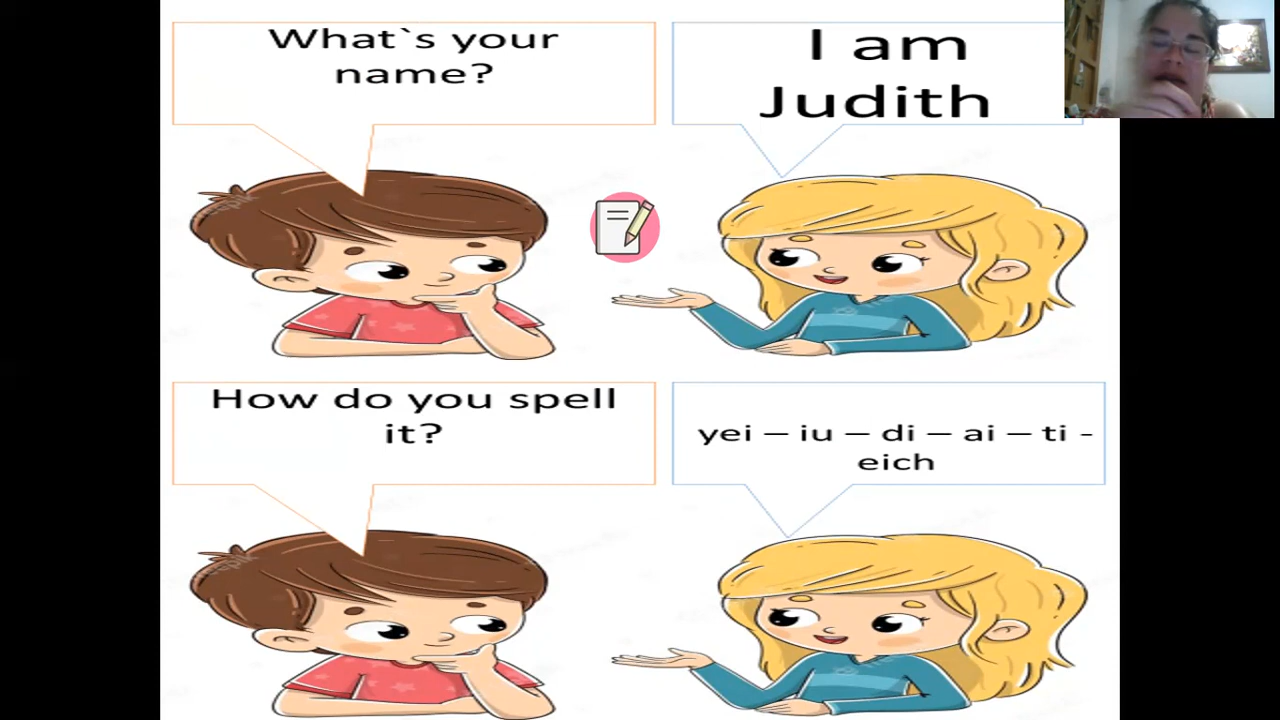 What`s your
name?
I am
Judith
How do you spell
it?
yei – iu – di – ai – ti -
eich